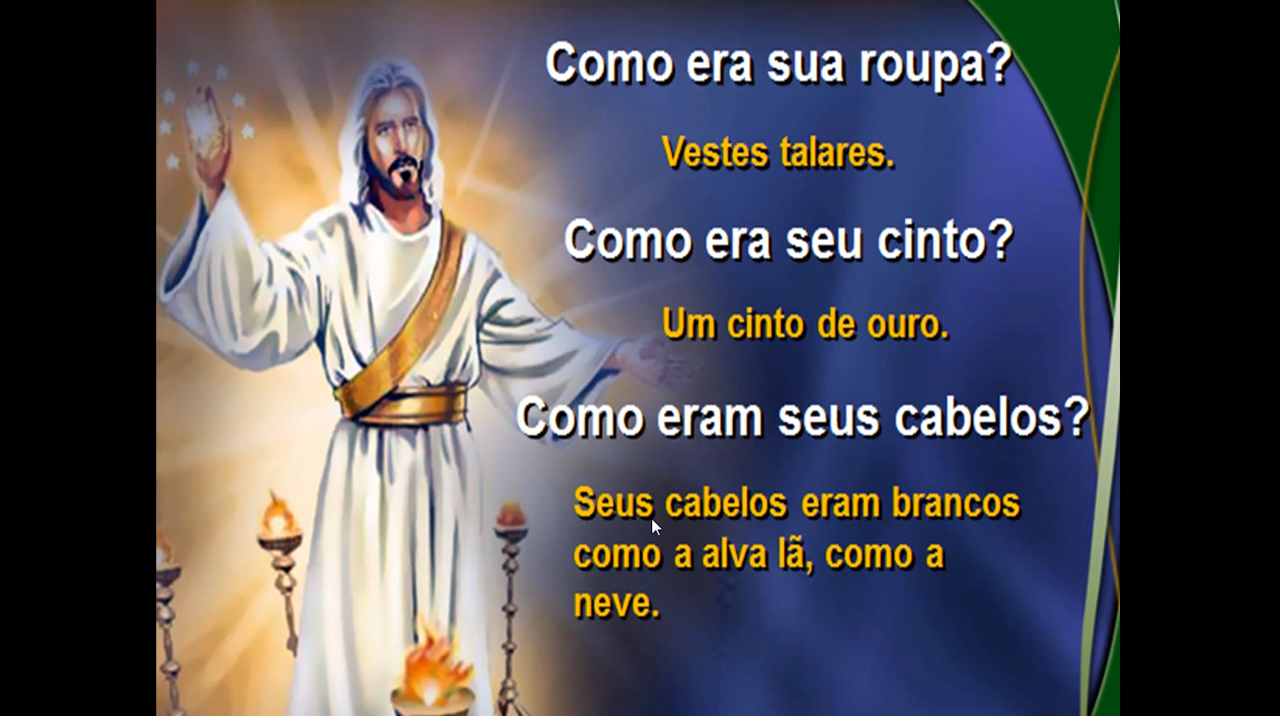 Como era sua roupa?
Vestes talares.
Como era seu cinto?
Um cinto de ouro.
Como eram seus cabelos?
Seus cabelos eram brancos
como a alva lã, como a
neve.